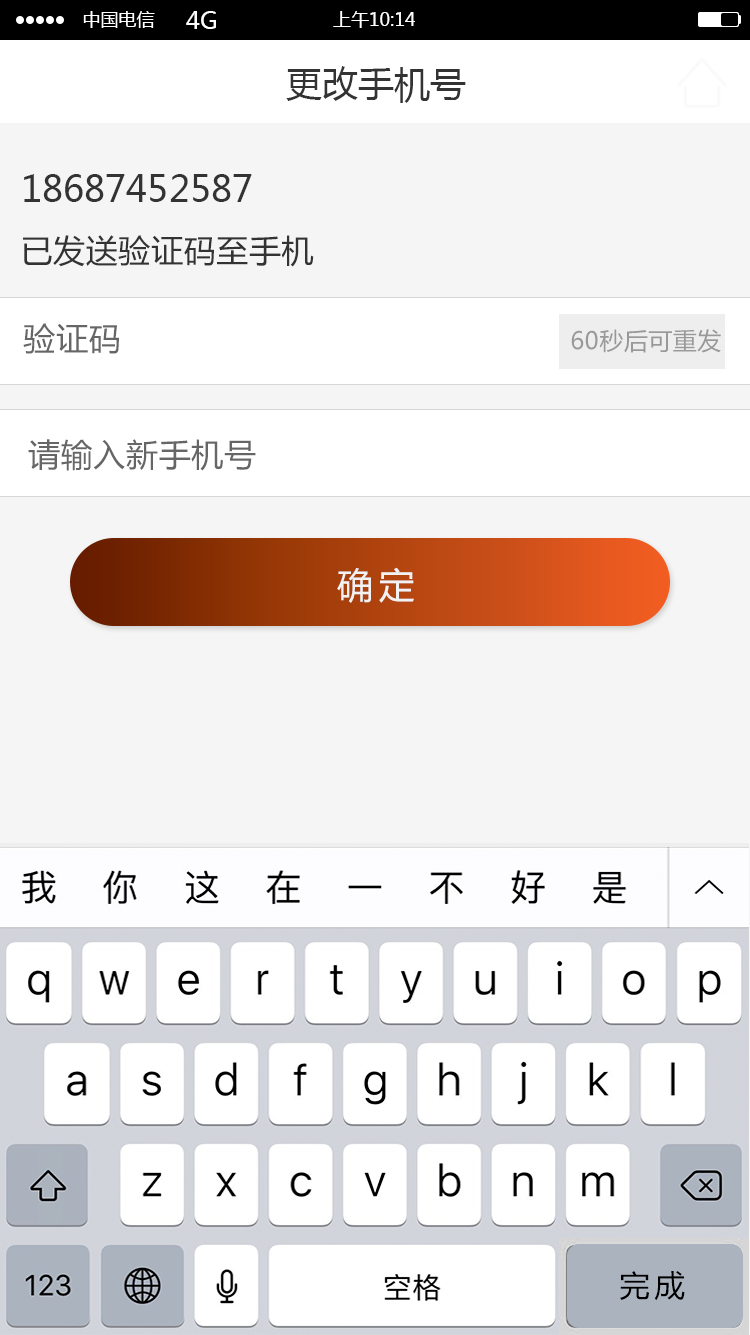 中国电信 4G 上午10:14
更改手机号
18687452587
已发送验证码至手机
验证码 60秒后可重发
请输入新手机号
确定
我 你 这 在 一 不 好 是
q w e r t y u i o p
a s d f g h j k l
z x c v b n m
123 空格 完成